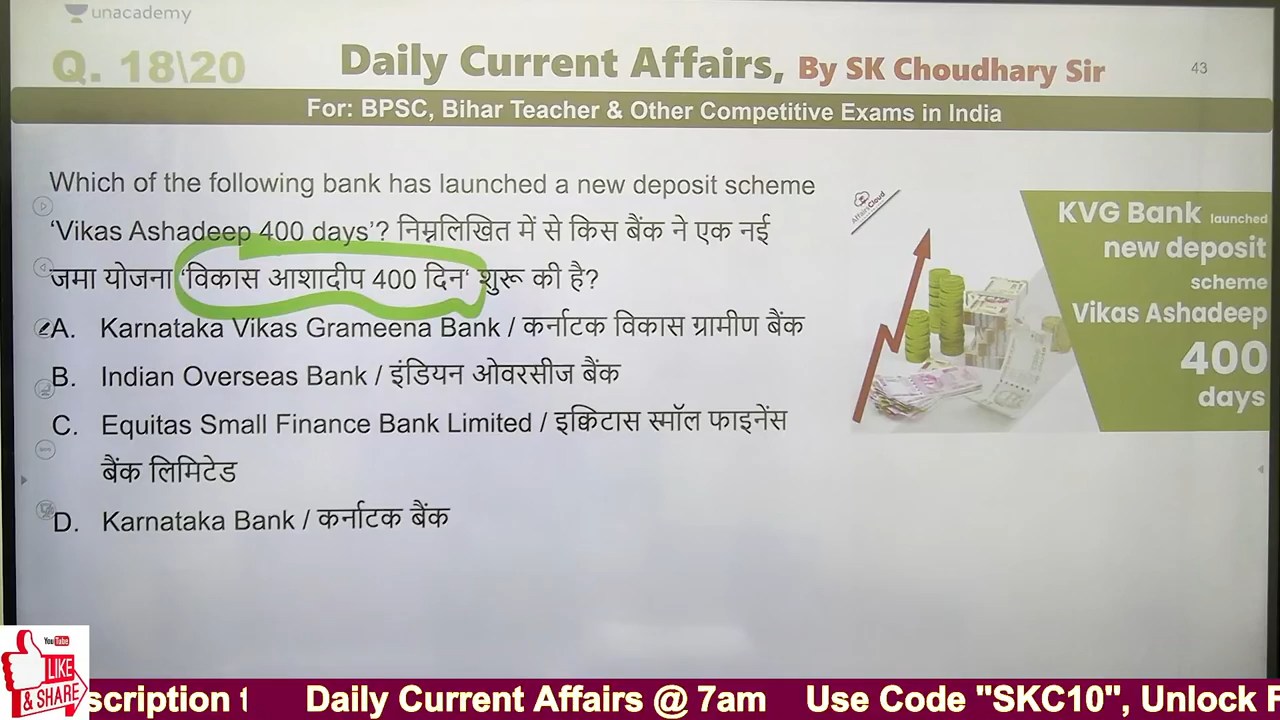 unacademy
Q. 18\20
Daily Current Affairs, By SK Choudhary Sir
43
For: BPSC, Bihar Teacher & Other Competitive Exams in India
Which of the following bank has launched a new deposit scheme
‘Vikas Ashadeep 400 days’? निम्नलिखित में से किस बैंक ने एक नई
जमा योजना ‘विकास आशादीप 400 दिन‘ शुरू की है?
A. Karnataka Vikas Grameena Bank / कर्नाटक विकास ग्रामीण बैंक
B. Indian Overseas Bank / इंडियन ओवरसीज बैंक
C. Equitas Small Finance Bank Limited / इक्विटास स्मॉल फाइनेंस
बैंक लिमिटेड
D. Karnataka Bank / कर्नाटक बैंक
AffairsCloud
KVG Bank launched
new deposit
scheme
Vikas Ashadeep
400
days
YouTube
LIKE
& SHARE
scription Daily Current Affairs @ 7am Use Code "SKC10", Unlock